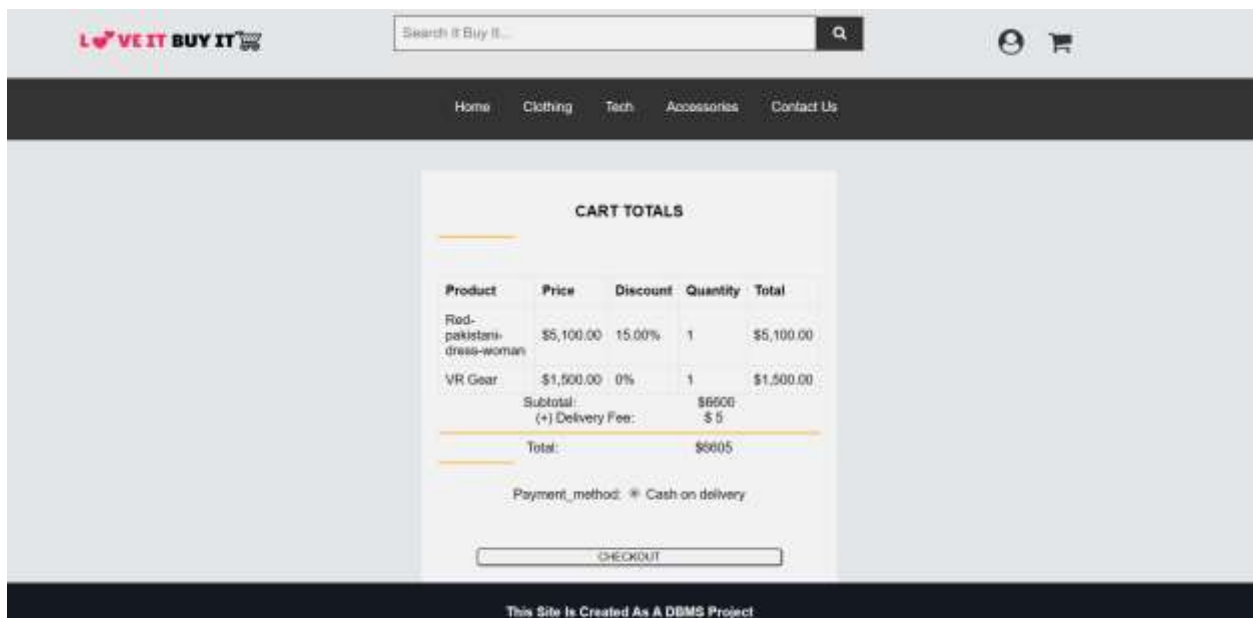 L VE IT BUY IT
Search It Buy It...
Home Clothing Tech Accessories Contact Us
CART TOTALS
Product Price Discount Quantity Total
Red-
pakistani-
dress-woman
$5,100.00 15.00% 1 $5,100.00
VR Gear $1,500.00 0% 1 $1,500.00
Subtotal: $6600
(+) Delivery Fee: $ 5
Total: $6605
Payment_method: Cash on delivery
CHECKOUT
This Site Is Created As A DBMS Project